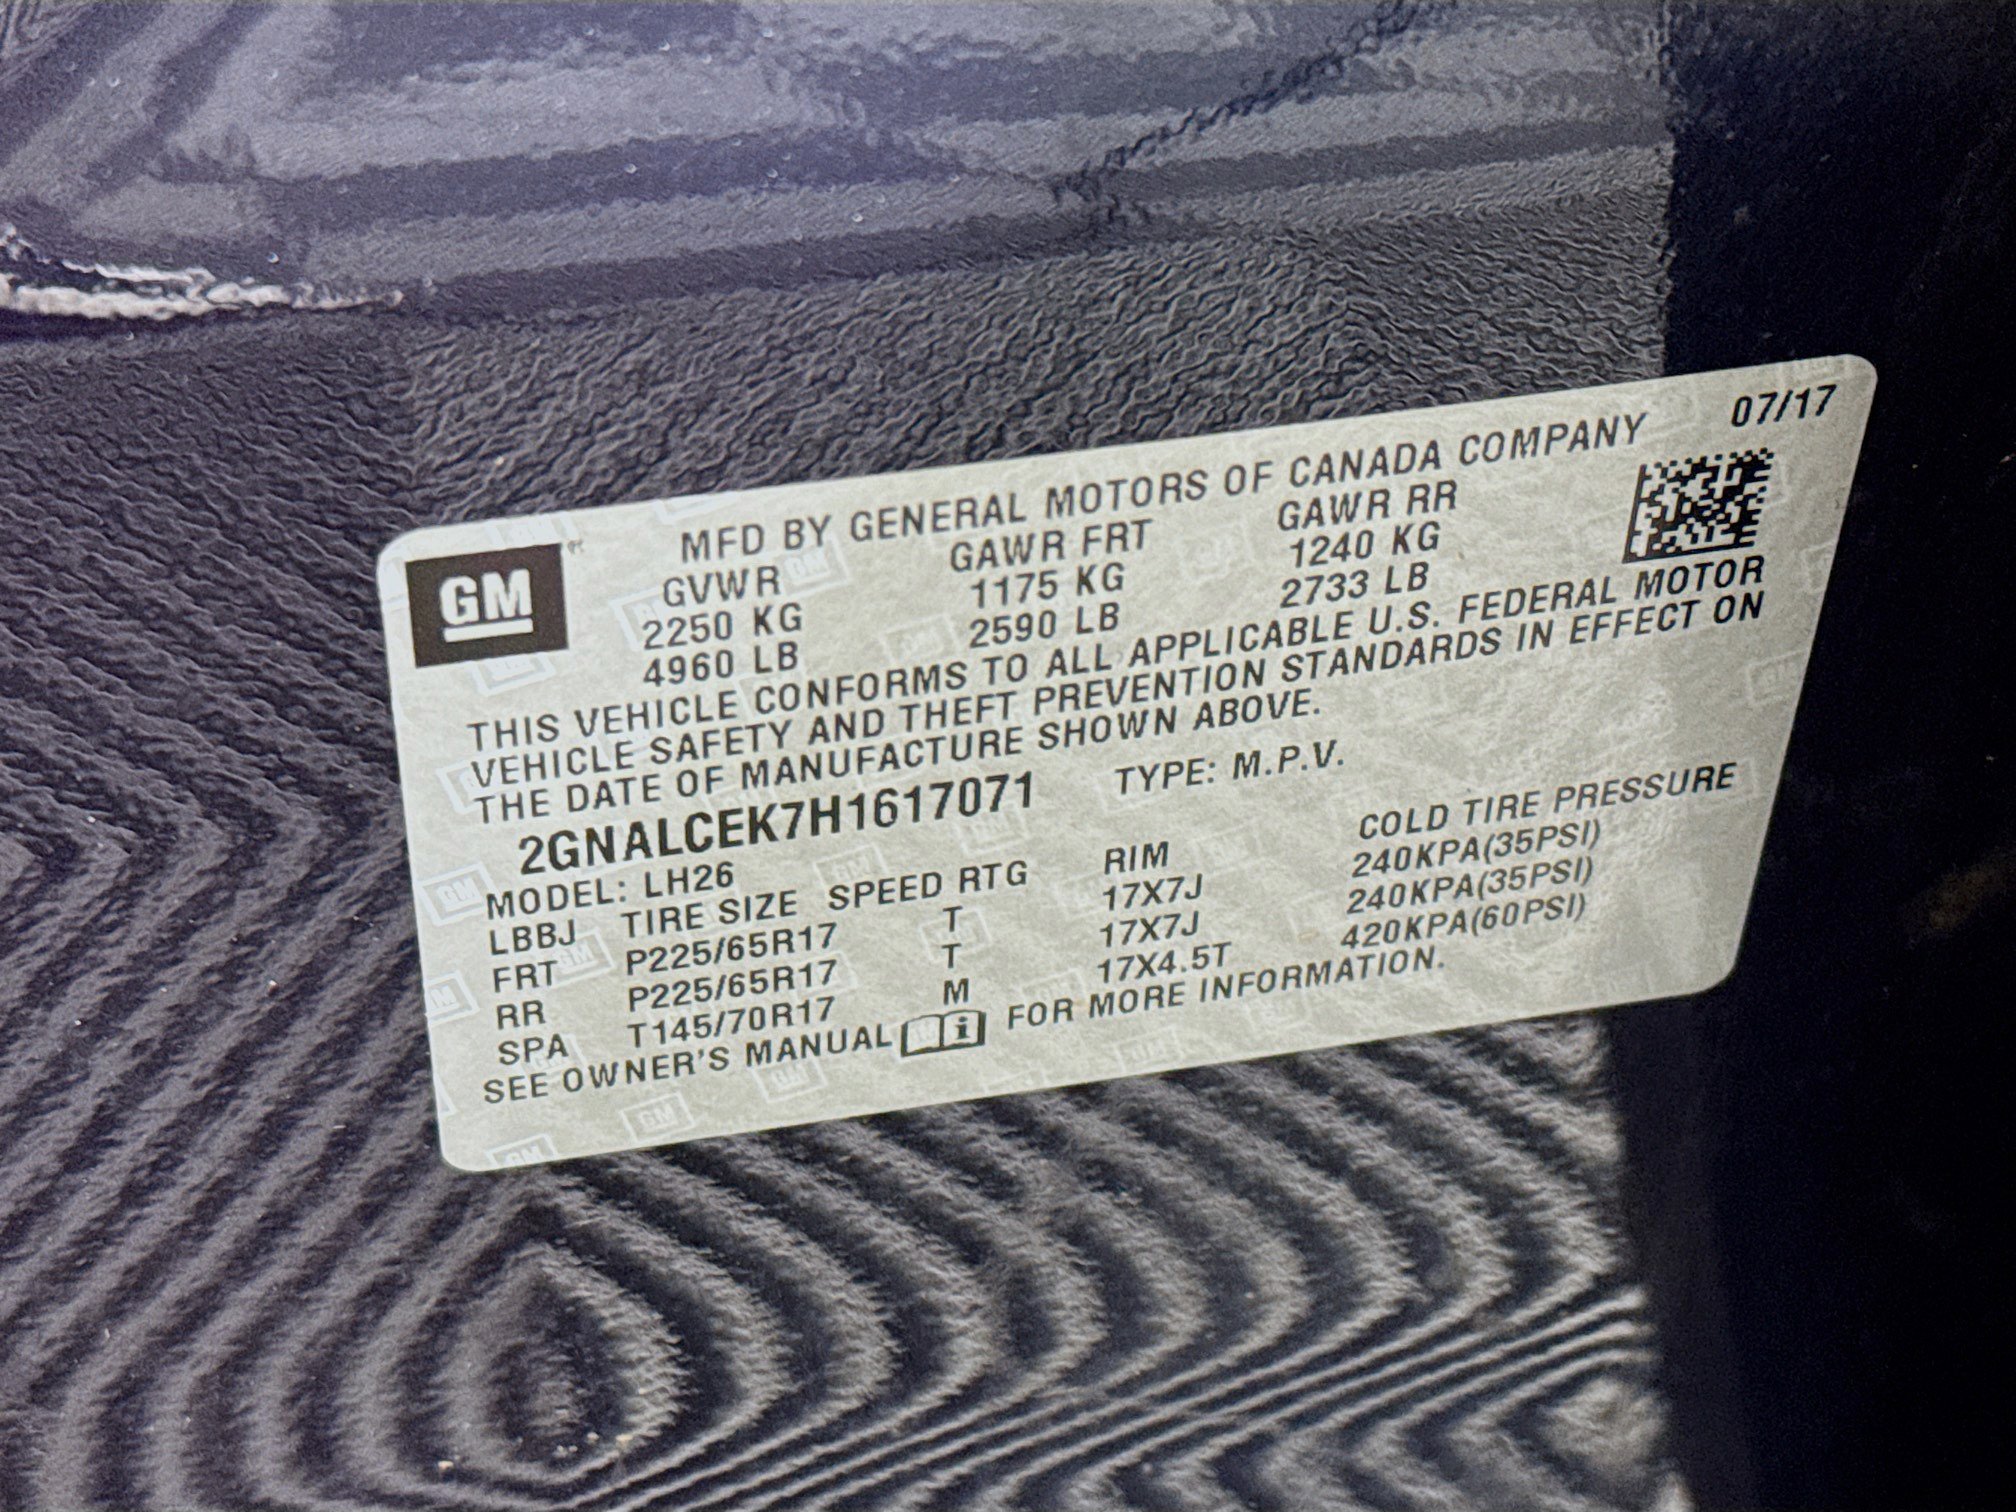 MFD BY GENERAL MOTORS OF CANADA COMPANY 07/17
GM
GVWR GAWR FRT GAWR RR
2250 KG 1175 KG 1240 KG
4960 LB 2590 LB 2733 LB
THIS VEHICLE CONFORMS TO ALL APPLICABLE U.S. FEDERAL MOTOR
VEHICLE SAFETY AND THEFT PREVENTION STANDARDS IN EFFECT ON
THE DATE OF MANUFACTURE SHOWN ABOVE.
2GNALCEK7H1617071 TYPE: M.P.V.
MODEL: LH26
LBBJ TIRE SIZE SPEED RTG RIM COLD TIRE PRESSURE
FRT P225/65R17 T 17X7J 240KPA(35PSI)
RR P225/65R17 T 17X7J 240KPA(35PSI)
SPA T145/70R17 M 17X4.5T 420KPA(60PSI)
SEE OWNER'S MANUAL FOR MORE INFORMATION.